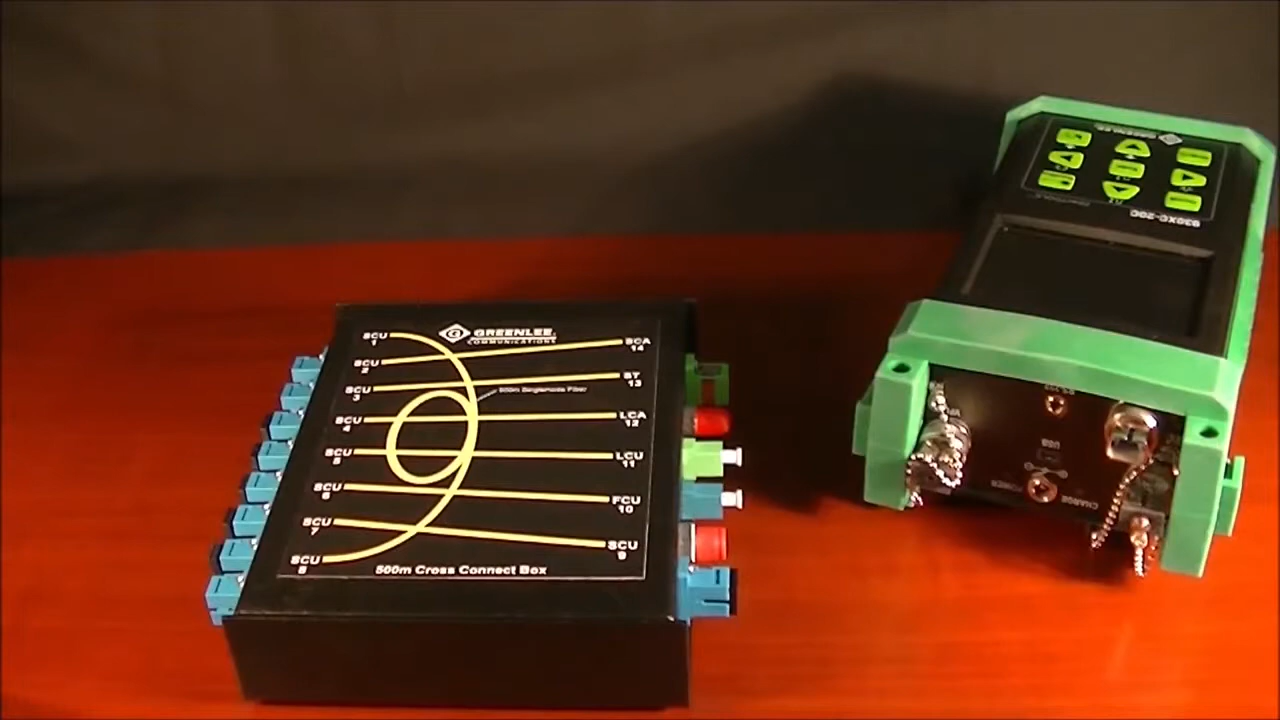 GREENLEE
COMMUNICATIONS
SCU
1
SCU
2
SCU
3
SCU
4
SCU
5
SCU
6
SCU
7
SCU
8
SCA
14
ST
13
LCA
12
LCU
11
FCU
10
SCU
9
500m Singlemode Fiber
500m Cross Connect Box
GREENLEE
930XC-20C
USB
POWER
CHARGE